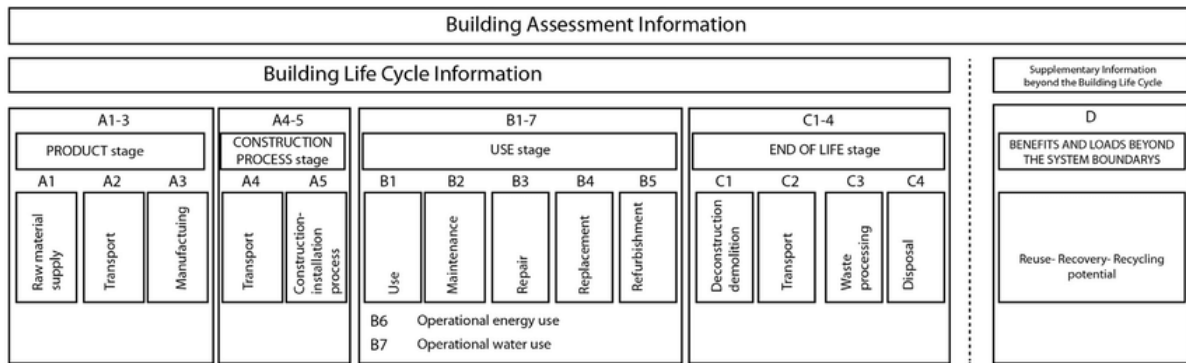 Building Assessment Information
Building Life Cycle Information
Supplementary Information
beyond the Building Life Cycle
A1-3
A4-5
B1-7
C1-4
D
PRODUCT stage
CONSTRUCTION
PROCESS stage
USE stage
END OF LIFE stage
BENEFITS AND LOADS BEYOND
THE SYSTEM BOUNDARYS
A1
A2
A3
A4
A5
B1
B2
B3
B4
B5
C1
C2
C3
C4
Raw material
supply
Transport
Manufactuing
Transport
Construction-
installation
process
Use
Maintenance
Repair
Replacement
Refurbishment
Deconstruction
demolition
Transport
Waste
processing
Disposal
Reuse- Recovery- Recycling
potential
B6 Operational energy use
B7 Operational water use